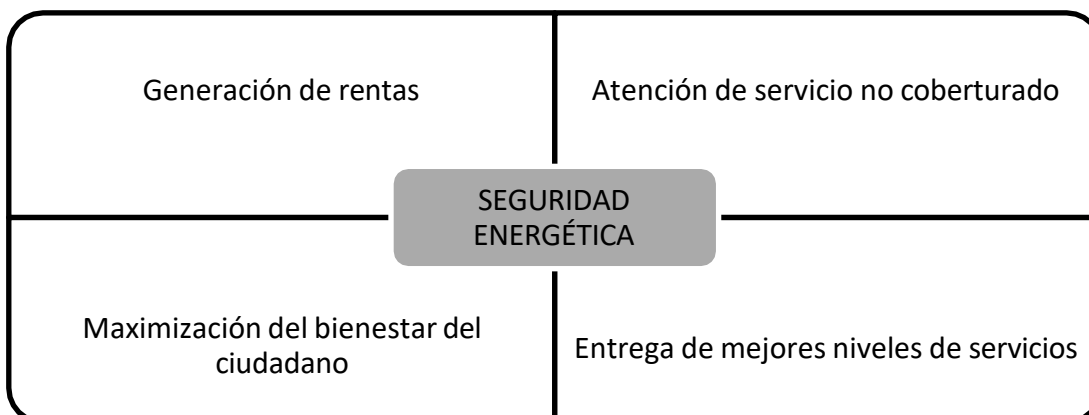 Generación de rentas
Atención de servicio no coberturado
SEGURIDAD
ENERGÉTICA
Maximización del bienestar del
ciudadano
Entrega de mejores niveles de servicios